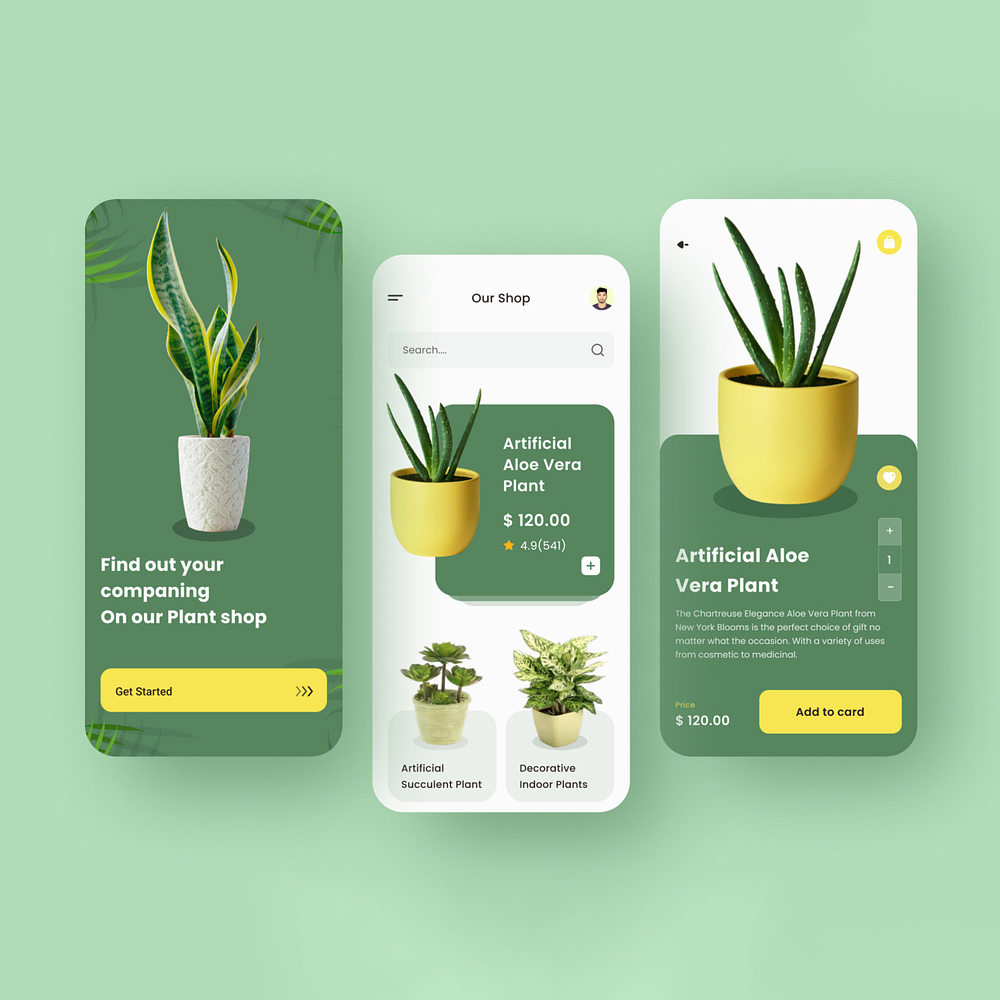 Find out your
companing
On our Plant shop
Get Started
Our Shop
Search....
Artificial
Aloe Vera
Plant
$ 120.00
4.9(541)
+
Artificial
Succulent Plant
Decorative
Indoor Plants
+
1
-
Artificial Aloe
Vera Plant
The Chartreuse Elegance Aloe Vera Plant from
New York Blooms is the perfect choice of gift no
matter what the occasion. With a variety of uses
from cosmetic to medicinal.
Price
$ 120.00
Add to card